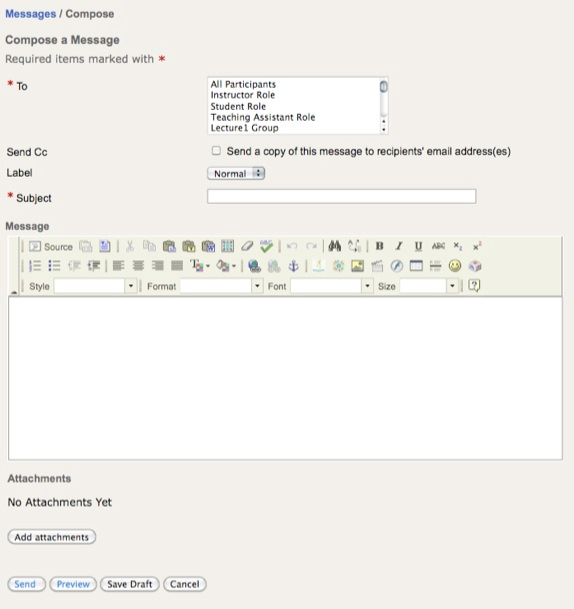 Messages / Compose
Compose a Message
Required items marked with *
* To
All Participants
Instructor Role
Student Role
Teaching Assistant Role
Lecture1 Group
Send Cc
Send a copy of this message to recipients' email address(es)
Label
Normal
* Subject
Message
Source
B I U ABC x₂ x²
Style Format Font Size
Attachments
No Attachments Yet
Add attachments
Send Preview Save Draft Cancel